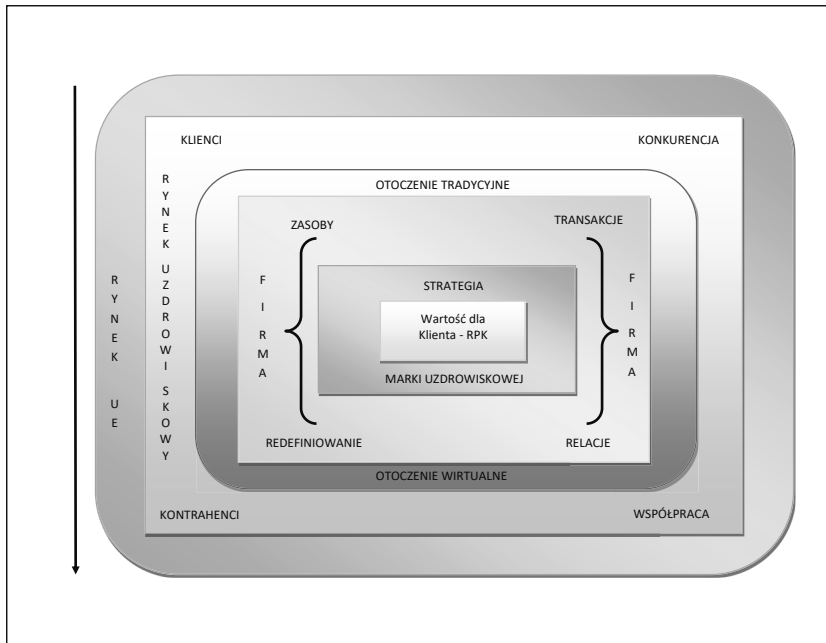 KLIENCI
KONKURENCJA
OTOCZENIE TRADYCYJNE
RYNEK UE
RYNEK UZDROWISKOWY
ZASOBY
TRANSAKCJE
FIRMA
STRATEGIA
Wartość dla
Klienta - RPK
MARKI UZDROWISKOWEJ
FIRMA
REDEFINIOWANIE
RELACJE
OTOCZENIE WIRTUALNE
KONTRAHENCI
WSPÓŁPRACA